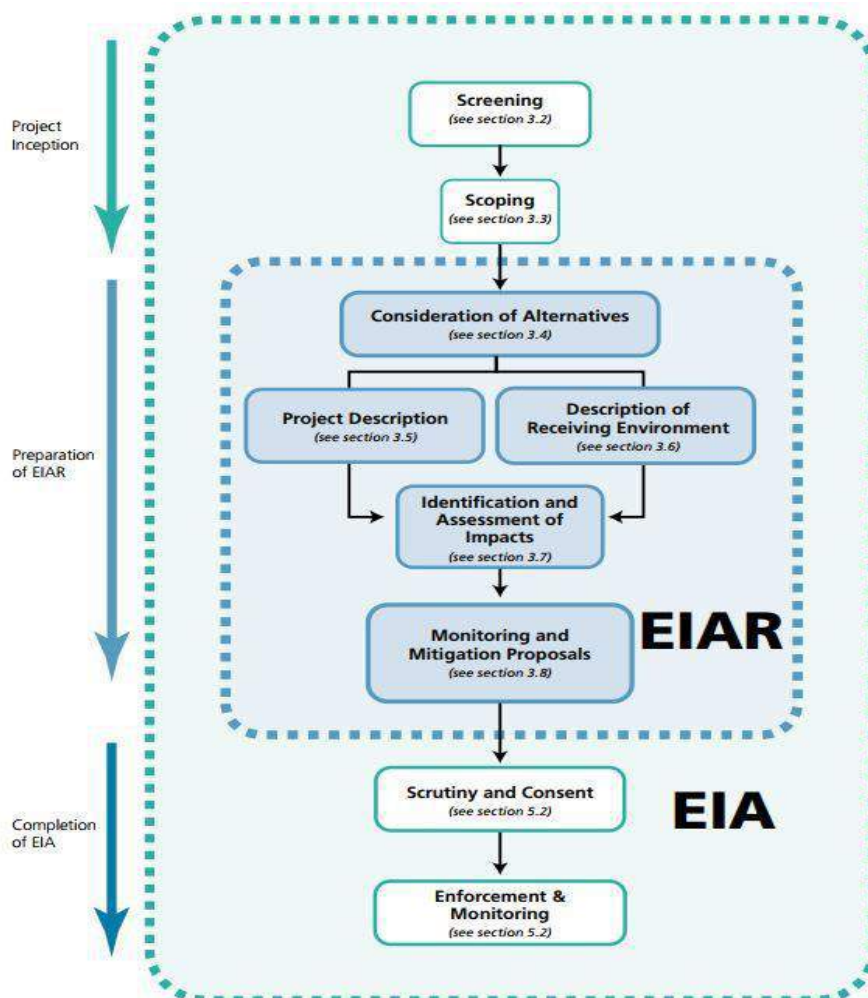 Project
Inception
Screening
(see section 3.2)
Scoping
(see section 3.3)
Preparation
of EIAR
Consideration of Alternatives
(see section 3.4)
Project Description
(see section 3.5)
Description of
Receiving Environment
(see section 3.6)
Identification and
Assessment of
Impacts
(see section 3.7)
Monitoring and
Mitigation Proposals
(see section 3.8)
EIAR
Completion
of EIA
Scrutiny and Consent
(see section 5.2)
EIA
Enforcement &
Monitoring
(see section 5.2)